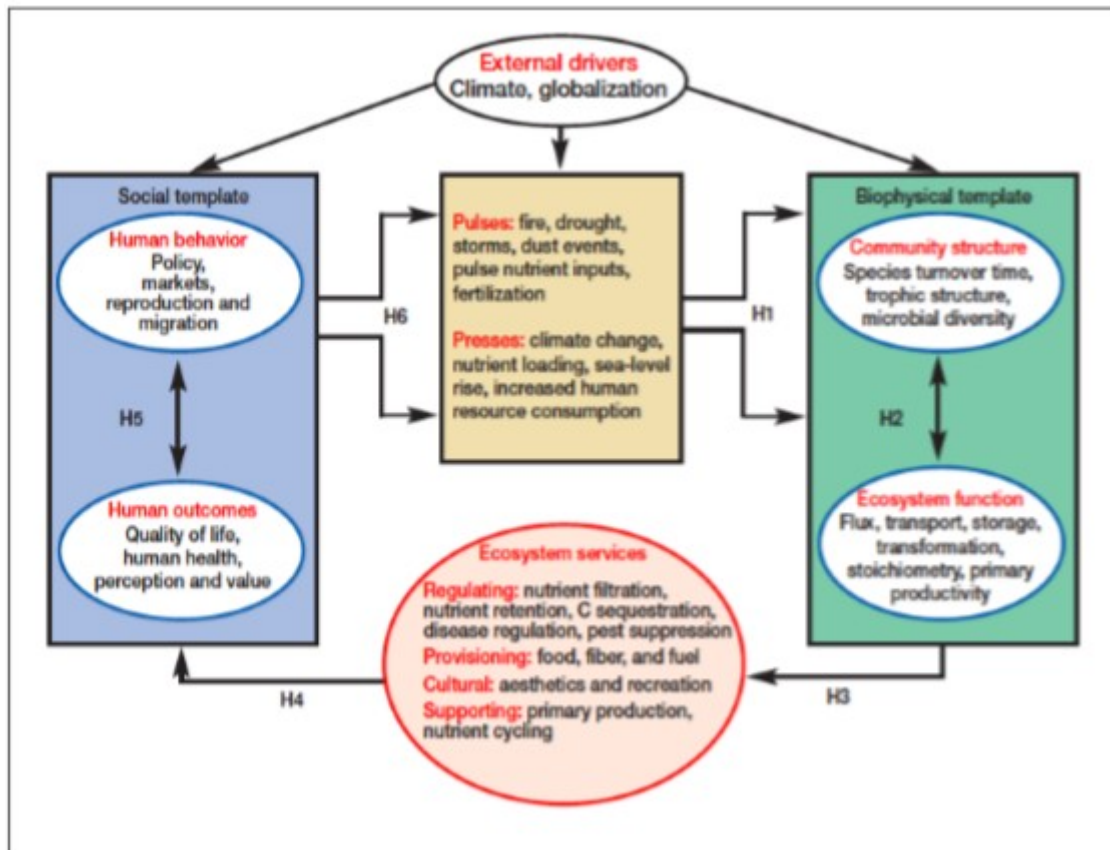 External drivers
Climate, globalization
Social template
Human behavior
Policy,
markets,
reproduction and
migration
H5
Human outcomes
Quality of life,
human health,
perception and value
H6
Pulses: fire, drought,
storms, dust events,
pulse nutrient inputs,
fertilization
Presses: climate change,
nutrient loading, sea-level
rise, increased human
resource consumption
H1
Biophysical template
Community structure
Species turnover time,
trophic structure,
microbial diversity
H2
Ecosystem function
Flux, transport, storage,
transformation,
stoichiometry, primary
productivity
Ecosystem services
Regulating: nutrient filtration,
nutrient retention, C sequestration,
disease regulation, pest suppression
Provisioning: food, fiber, and fuel
Cultural: aesthetics and recreation
Supporting: primary production,
nutrient cycling
H4
H3